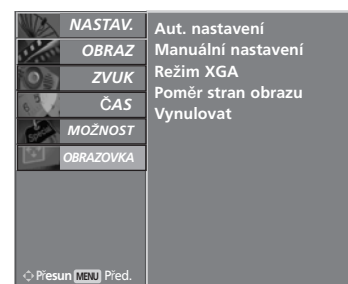 NASTAV.
OBRAZ
ZVUK
ČAS
MOŽNOST
OBRAZOVKA
Přesun MENU Před.
Aut. nastavení
Manuální nastavení
Režim XGA
Poměr stran obrazu
Vynulovat